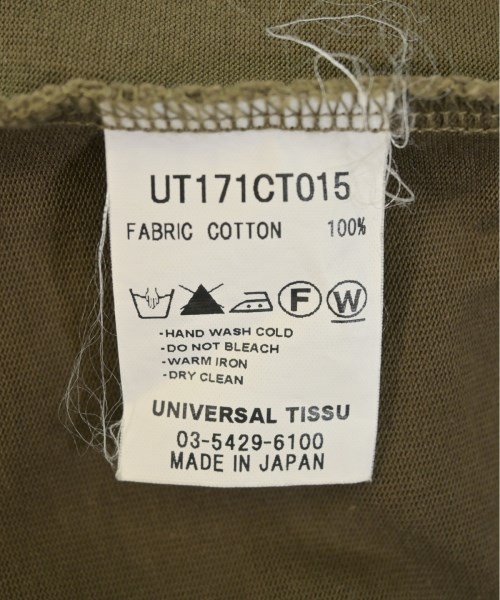 UT171CT015
FABRIC COTTON 100%
F W
-HAND WASH COLD
-DO NOT BLEACH
-WARM IRON
-DRY CLEAN
UNIVERSAL TISSU
03-5429-6100
MADE IN JAPAN